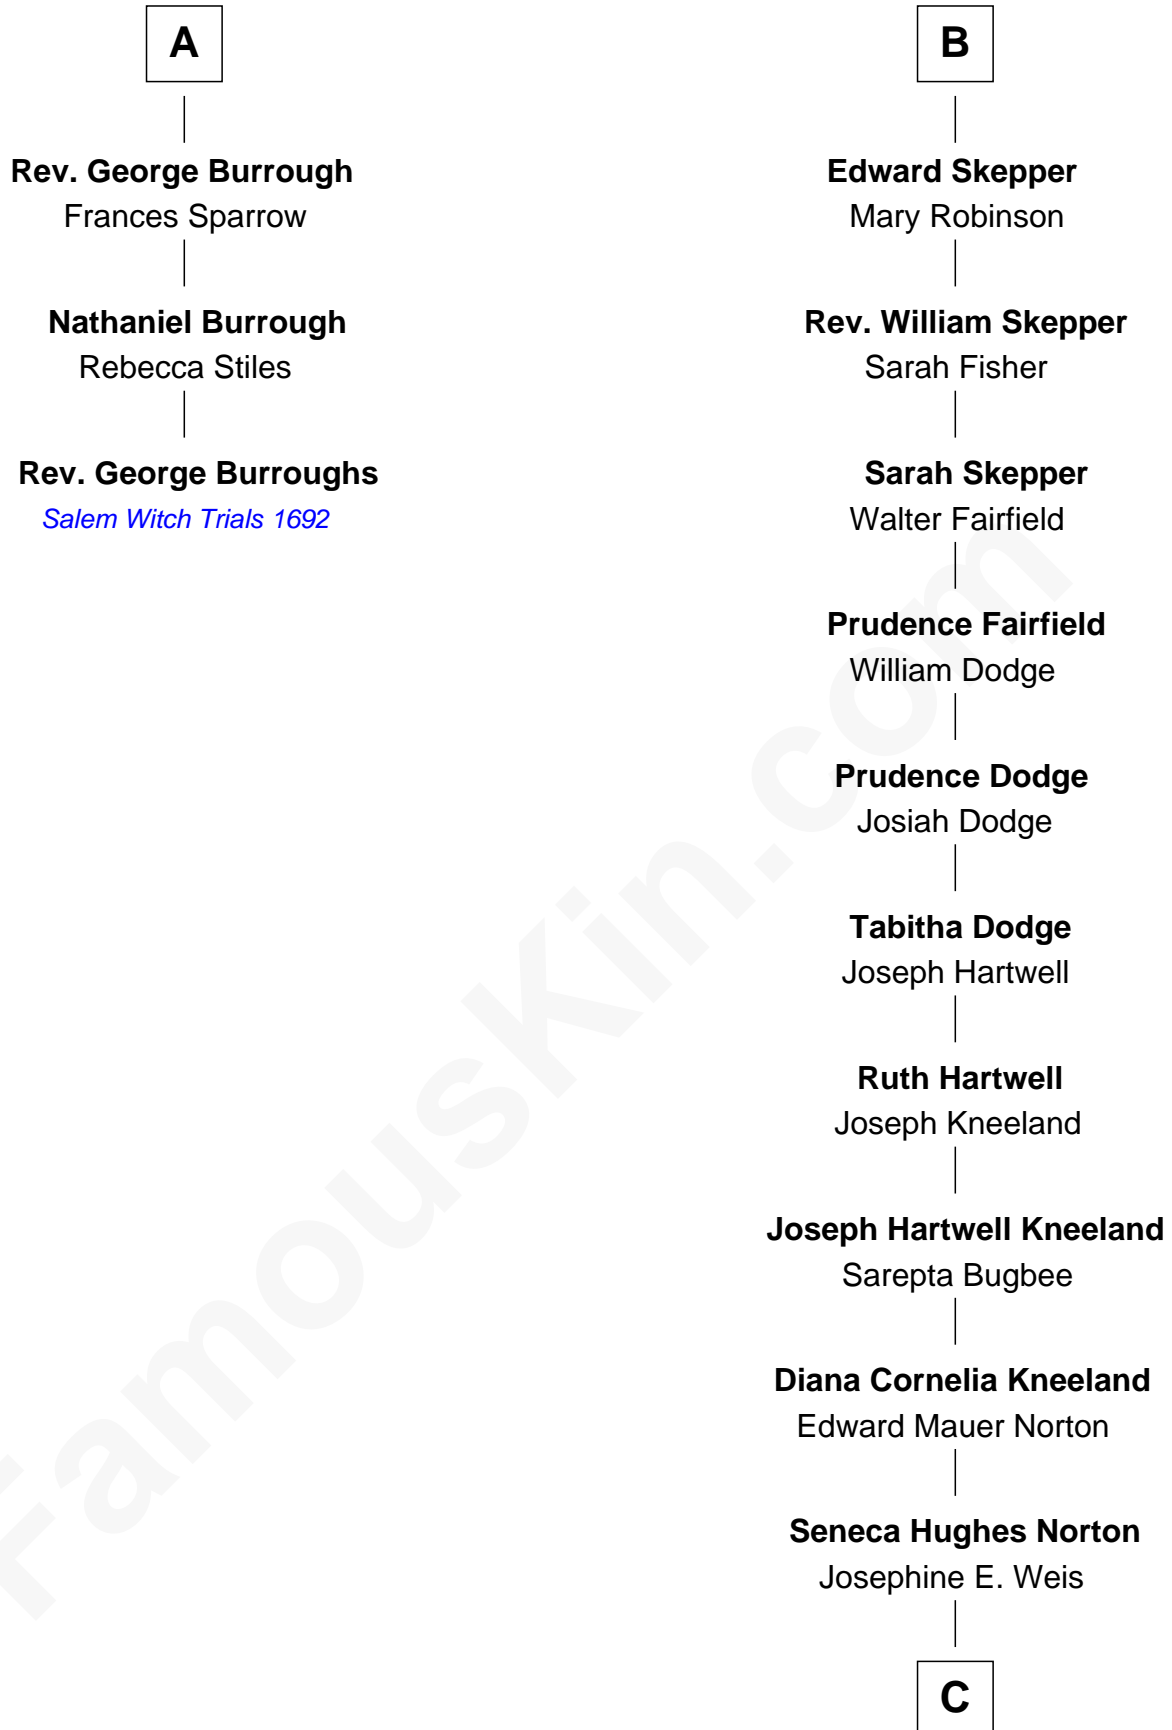 A
Rev. George Burrough
Frances Sparrow
Nathaniel Burrough
Rebecca Stiles
Rev. George Burroughs
Salem Witch Trials 1692
B
Edward Skepper
Mary Robinson
Rev. William Skepper
Sarah Fisher
Sarah Skepper
Walter Fairfield
Prudence Fairfield
William Dodge
Prudence Dodge
Josiah Dodge
Tabitha Dodge
Joseph Hartwell
Ruth Hartwell
Joseph Kneeland
Joseph Hartwell Kneeland
Sarepta Bugbee
Diana Cornelia Kneeland
Edward Mauer Norton
Seneca Hughes Norton
Josephine E. Weis
C
FamousKin.com